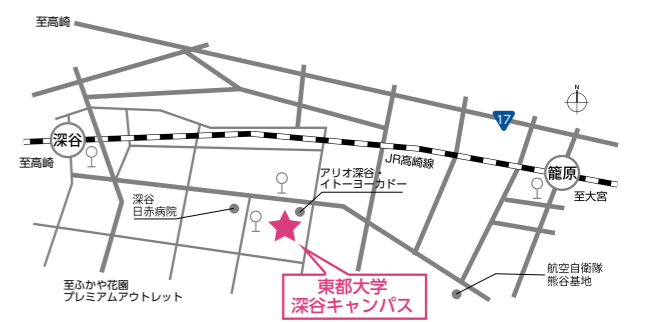 至高崎
N
17
深谷
至高崎
JR高崎線
籠原
至大宮
アリオ深谷・
イトーヨーカドー
深谷
日赤病院
東都大学
深谷キャンパス
航空自衛隊
熊谷基地
至ふかや花園
プレミアムアウトレット